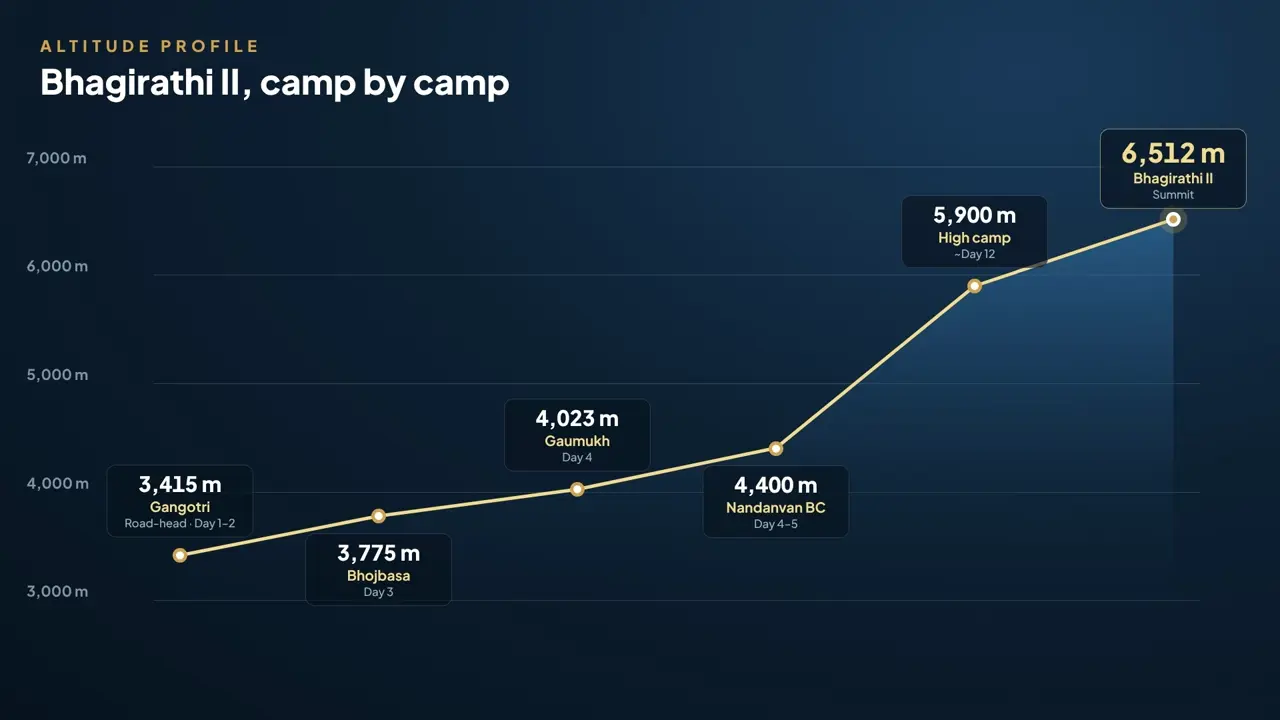 ALTITUDE PROFILE
Bhagirathi II, camp by camp
7,000 m
6,000 m
5,000 m
4,000 m
3,000 m
3,415 m
Gangotri
Road-head · Day 1–2
3,775 m
Bhojbasa
Day 3
4,023 m
Gaumukh
Day 4
4,400 m
Nandanvan BC
Day 4–5
5,900 m
High camp
~Day 12
6,512 m
Bhagirathi II
Summit